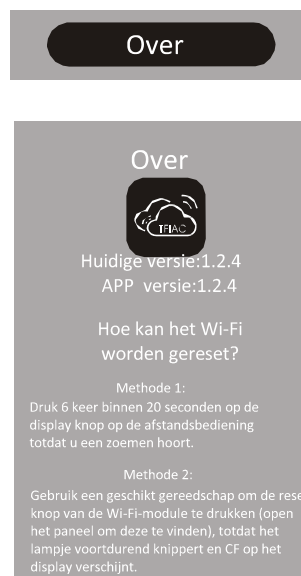 Over
Over
TFIAC
Huidige versie:1.2.4
APP versie:1.2.4
Hoe kan het Wi-Fi
worden gereset?
Methode 1:
Druk 6 keer binnen 20 seconden op de
display knop op de afstandsbediening
totdat u een zoemen hoort.
Methode 2:
Gebruik een geschikt gereedschap om de rese
knop van de Wi-Fi-module te drukken (open
het paneel om deze te vinden), totdat het
lampje voortdurend knippert en CF op het
display verschijnt.